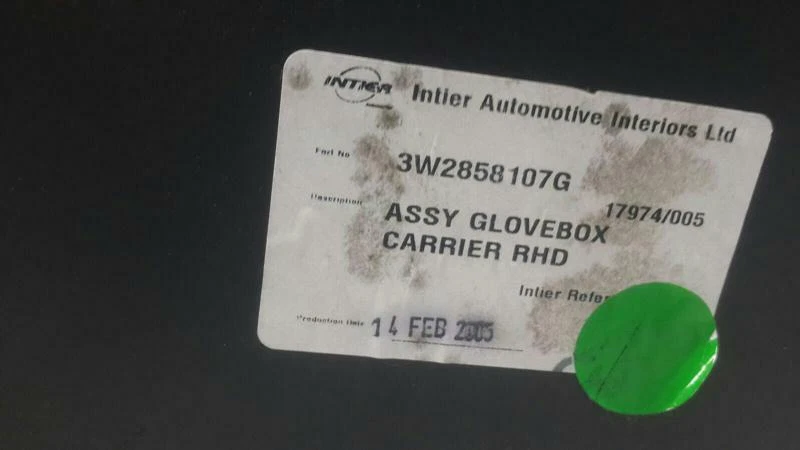 INTIER Intier Automotive Interiors Ltd
Part No 3W2858107G
17974/005
Description ASSY GLOVEBOX
CARRIER RHD
Intier Refer
Production Date 14 FEB 2005